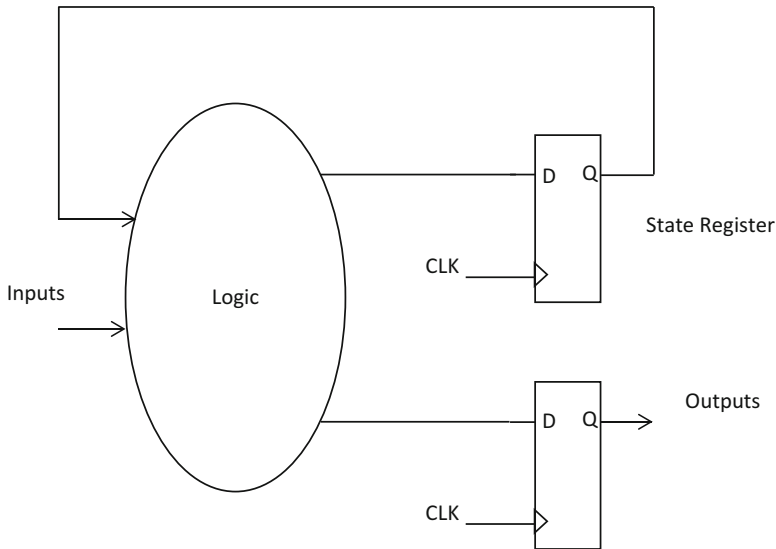 D
Q
State Register
CLK
Inputs
Logic
Outputs
D
Q
CLK